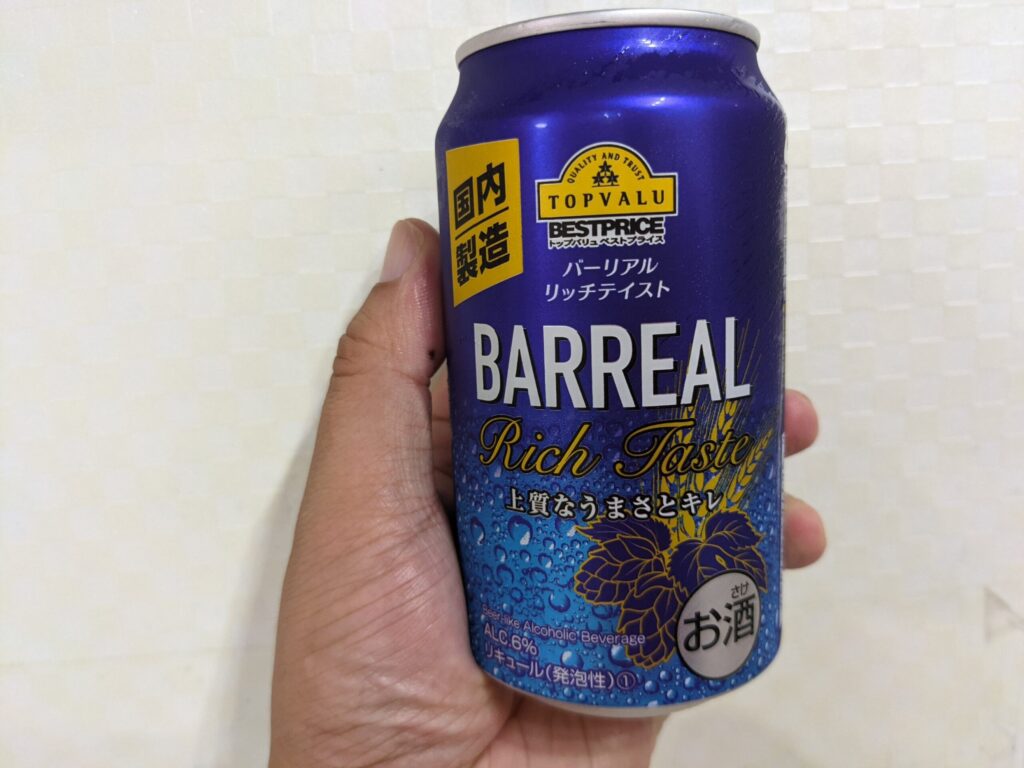 国内
製造
QUALITY AND TRUST
TOPVALU
BESTPRICE
トップバリュ ベストプライス
バーリアル
リッチテイスト
BARREAL
Rich Taste
上質なうまさとキレ
さけ
お酒
Beer-like Alcoholic Beverage
ALC.6%
リキュール(発泡性)①